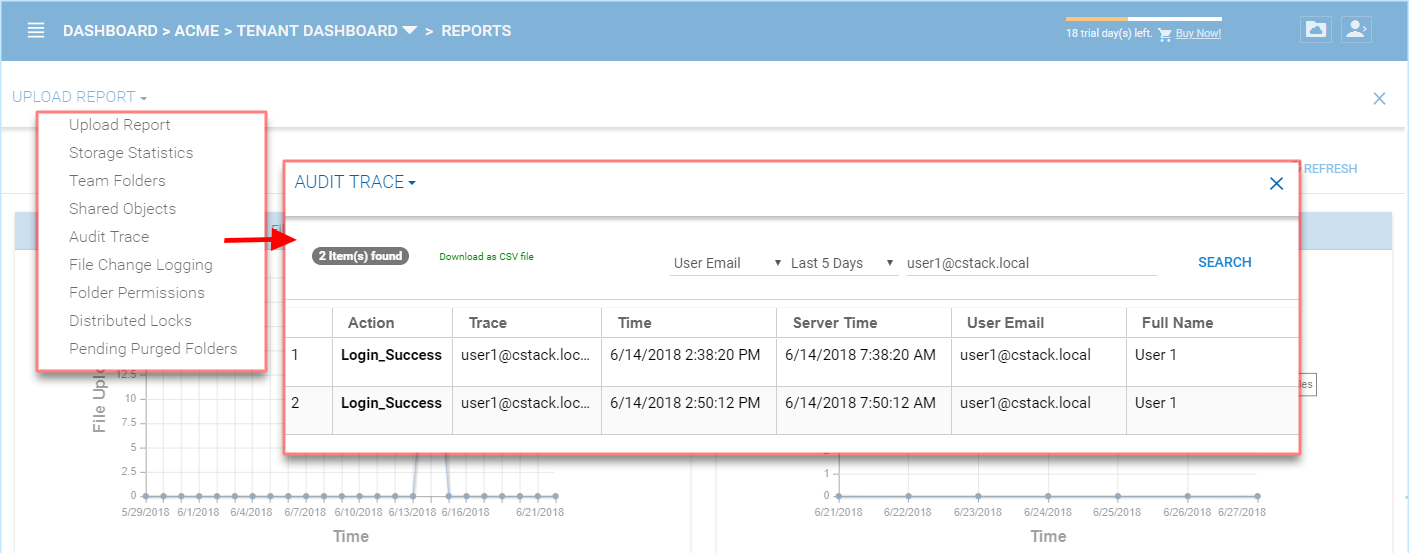 DASHBOARD > ACME > TENANT DASHBOARD > REPORTS
18 trial day(s) left. Buy Now!
UPLOAD REPORT
Upload Report
Storage Statistics
Team Folders
Shared Objects
Audit Trace
File Change Logging
Folder Permissions
Distributed Locks
Pending Purged Folders
REFRESH
AUDIT TRACE
2 Item(s) found
Download as CSV file
User Email Last 5 Days user1@cstack.local SEARCH
Action Trace Time Server Time User Email Full Name
1 Login_Success user1@cstack.loc... 6/14/2018 2:38:20 PM 6/14/2018 7:38:20 AM user1@cstack.local User 1
2 Login_Success user1@cstack.loc... 6/14/2018 2:50:12 PM 6/14/2018 7:50:12 AM user1@cstack.local User 1
12.5
10
7.5
5
2.5
0
5/29/2018 6/1/2018 6/4/2018 6/7/2018 6/10/2018 6/13/2018 6/16/2018 6/21/2018
Time
1
0
6/21/2018 6/22/2018 6/23/2018 6/24/2018 6/25/2018 6/26/2018 6/27/2018
Time